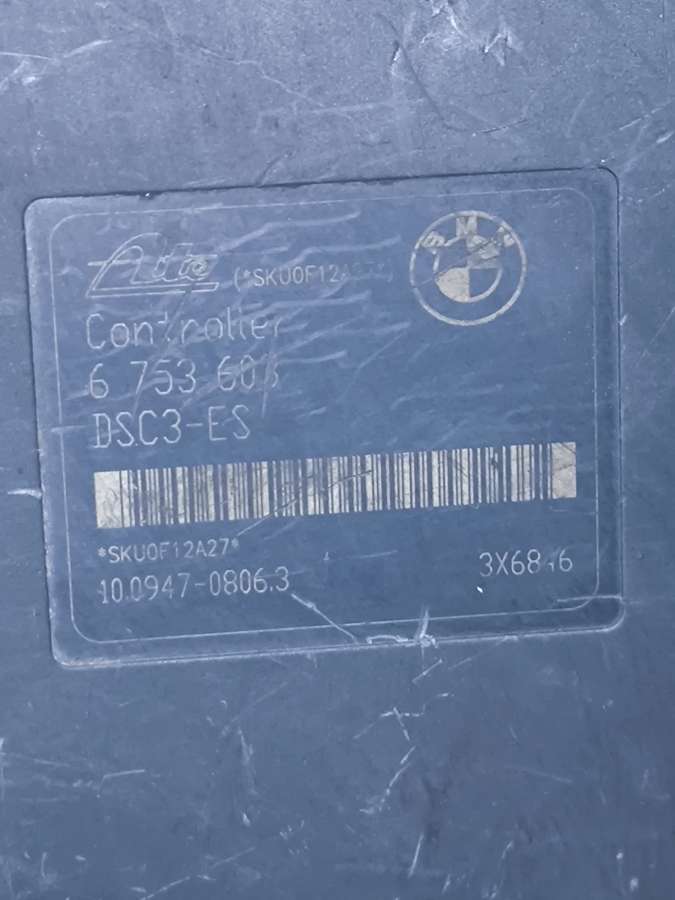 Ate
Controller
6 753
DSC3-ES
*SKU0F12A27*
10.0947-0806.3
BMW